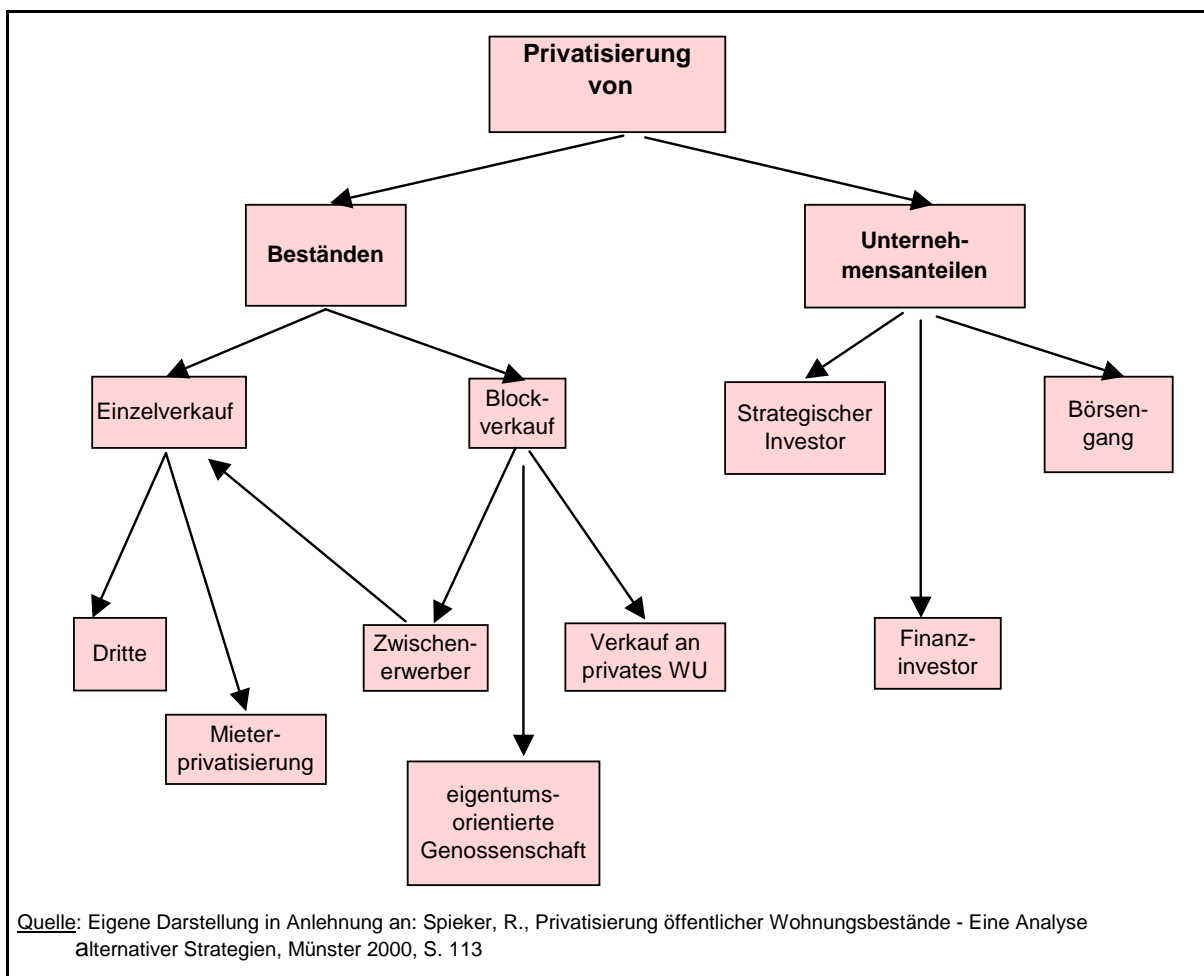 Privatisierung
von
Beständen
Unterneh-
mensanteilen
Einzelverkauf
Block-
verkauf
Strategischer
Investor
Börsen-
gang
Dritte
Zwischen-
erwerber
Verkauf an
privates WU
Finanz-
investor
Mieter-
privatisierung
eigentums-
orientierte
Genossenschaft
Quelle: Eigene Darstellung in Anlehnung an: Spieker, R., Privatisierung öffentlicher Wohnungsbestände - Eine Analyse
alternativer Strategien, Münster 2000, S. 113